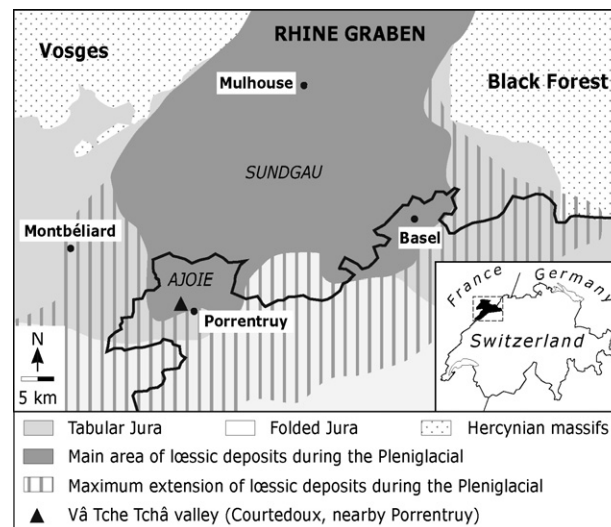 Vosges
RHINE GRABEN
Mulhouse
Black Forest
SUNDGAU
Montbéliard
Basel
AJOIE
Porrentruy
N
5 km
France
Germany
Switzerland
Tabular Jura
Folded Jura
Hercynian massifs
Main area of lœssic deposits during the Pleniglacial
Maximum extension of lœssic deposits during the Pleniglacial
Vâ Tche Tchâ valley (Courtedoux, nearby Porrentruy)